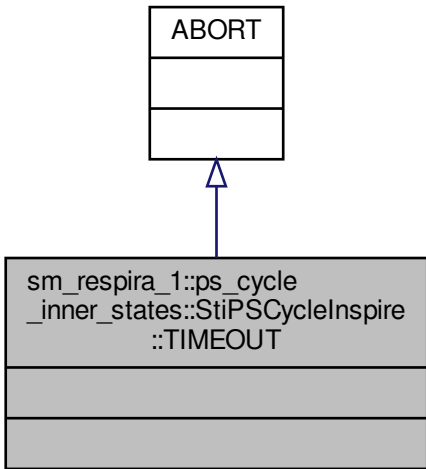 ABORT
sm_respira_1::ps_cycle
_inner_states::StiPSCycleInspire
::TIMEOUT